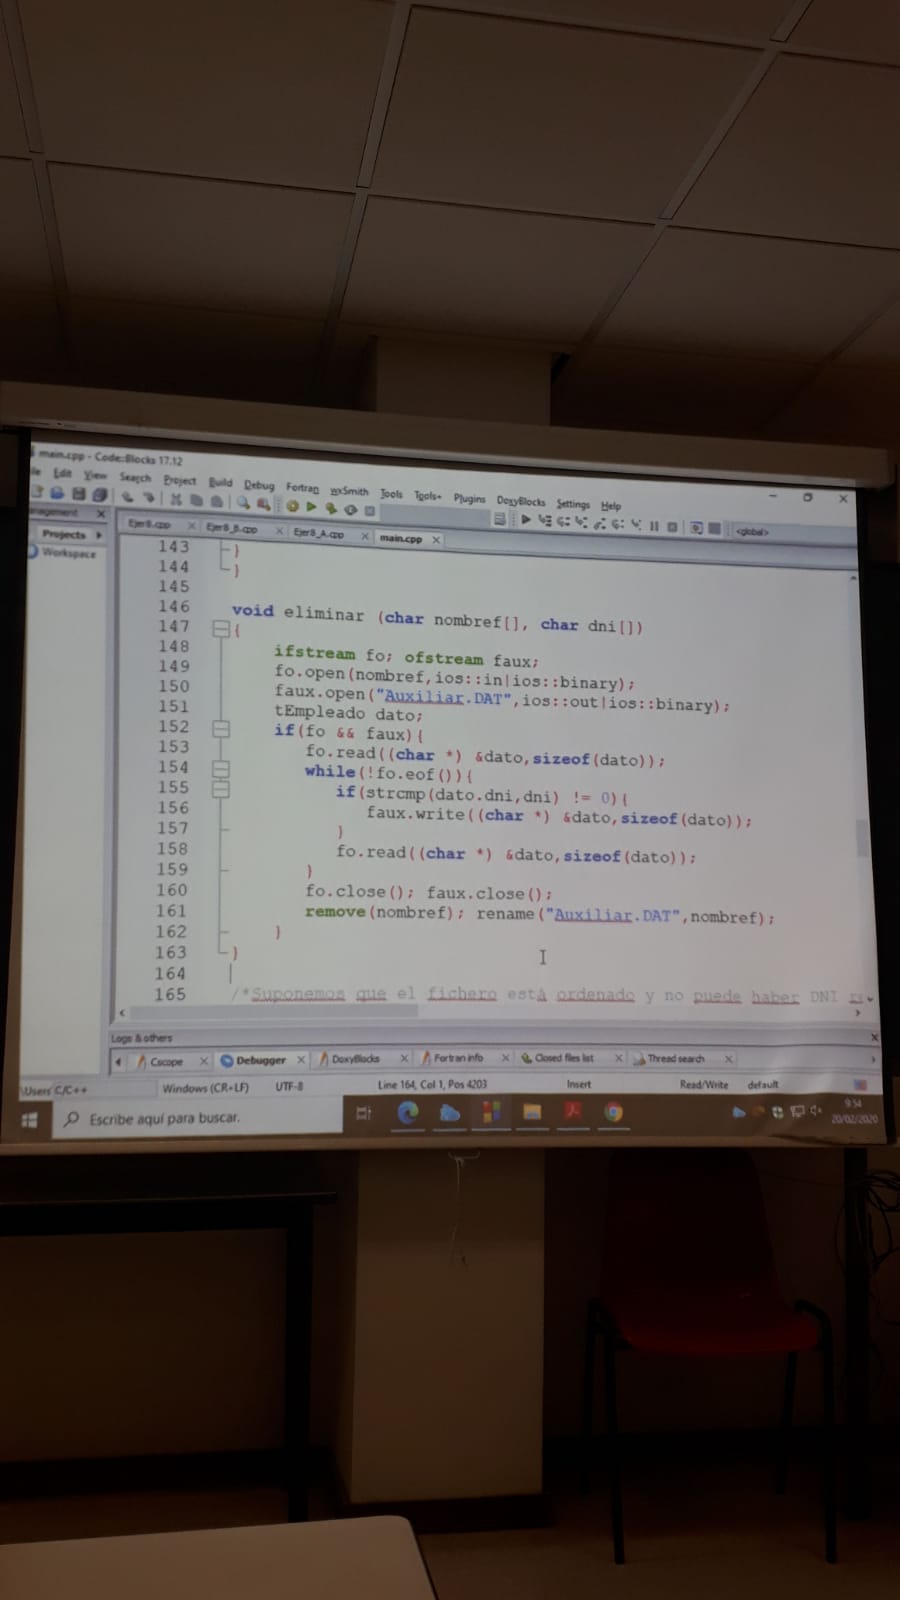 main.cpp - Code::Blocks 17.12
Edit View Search Project Build Debug Fortran wxSmith Tools Tools+ Plugins DoxyBlocks Settings Help
<global>
Ejer8.cpp Ejer8_B.cpp Ejer8_A.cpp main.cpp
Projects
Workspace
143 }
144 }
145
146 void eliminar (char nombref[], char dni[])
147 {
148 ifstream fo; ofstream faux;
149 fo.open(nombref,ios::in|ios::binary);
150 faux.open("Auxiliar.DAT",ios::out|ios::binary);
151 tEmpleado dato;
152 if(fo && faux){
153 fo.read((char *) &dato,sizeof(dato));
154 while(!fo.eof()){
155 if(strcmp(dato.dni,dni) != 0){
156 faux.write((char *) &dato,sizeof(dato));
157 }
158 fo.read((char *) &dato,sizeof(dato));
159 }
160 fo.close(); faux.close();
161 remove(nombref); rename("Auxiliar.DAT",nombref);
162 }
163 }
164
165 /*Suponemos que el fichero está ordenado y no puede haber DNI
Logs & others
Cscope Debugger DoxyBlocks Fortran info Closed files list Thread search
\Users C/C++ Windows (CR+LF) UTF-8 Line 164, Col 1, Pos 4203 Insert Read/Write default
Escribe aquí para buscar.
9:54
20/02/2020